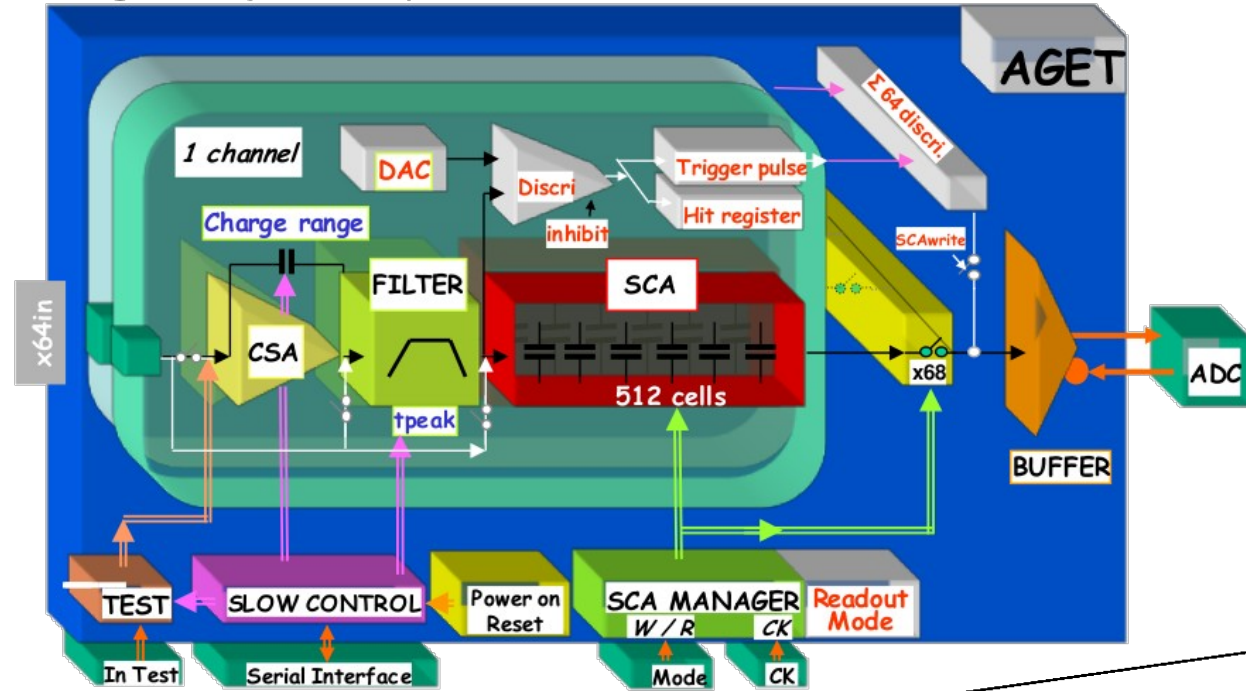 AGET
Σ 64 discri.
1 channel
DAC
Discri
Trigger pulse
Hit register
inhibit
Charge range
SCAwrite
FILTER
SCA
x64in
CSA
x68
ADC
512 cells
tpeak
BUFFER
TEST
SLOW CONTROL
Power on
Reset
SCA MANAGER
W / R
CK
Readout
Mode
In Test
Serial Interface
Mode
CK